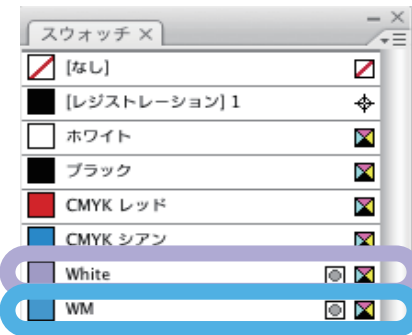 スウォッチ
[なし]
[レジストレーション] 1
ホワイト
ブラック
CMYK レッド
CMYK シアン
White
WM